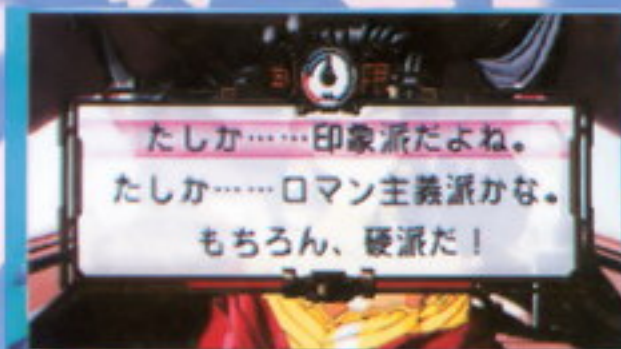 たしか……印象派だよね。
たしか……ロマン主義派かな。
もちろん、硬派だ！